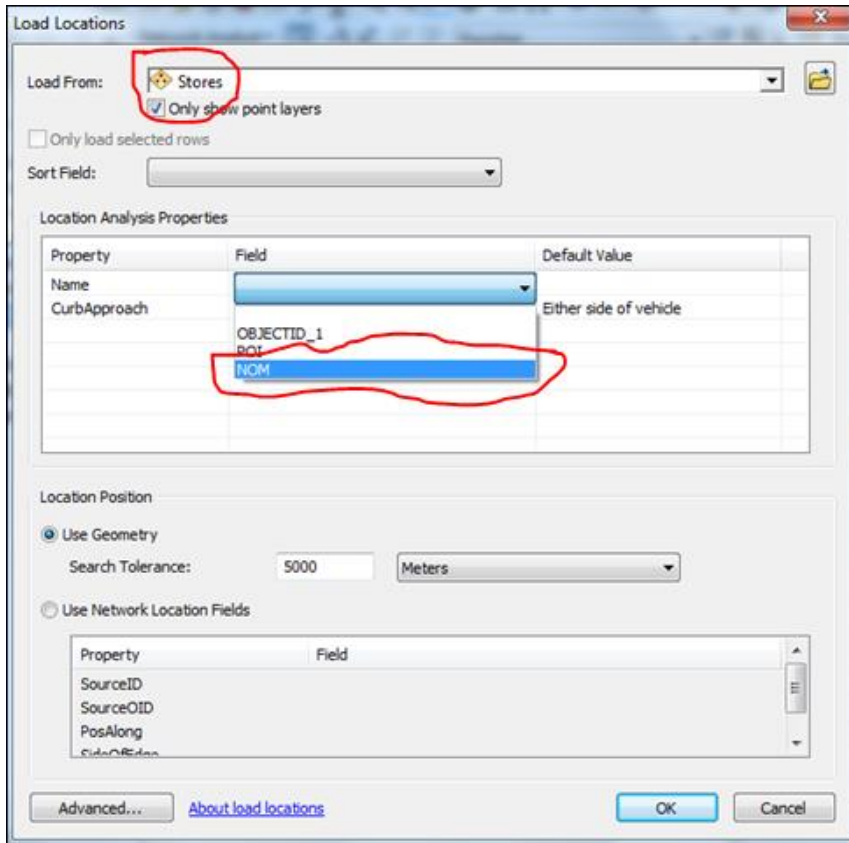 Load Locations
Load From: Stores
Only show point layers
Only load selected rows
Sort Field:
Location Analysis Properties
Property Field Default Value
Name
CurbApproach Either side of vehicle
OBJECTID_1
POI
NOM
Location Position
Use Geometry
Search Tolerance: 5000 Meters
Use Network Location Fields
Property Field
SourceID
SourceOID
PosAlong
SideOfEdge
Advanced... About load locations OK Cancel